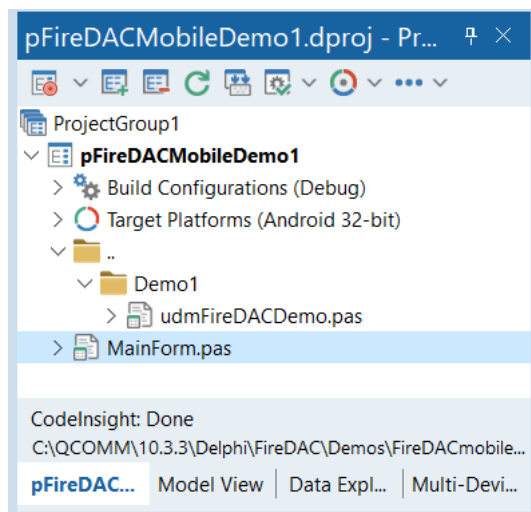 pFireDACMobileDemo1.dproj - Pr...
ProjectGroup1
pFireDACMobileDemo1
Build Configurations (Debug)
Target Platforms (Android 32-bit)
..
Demo1
udmFireDACDemo.pas
MainForm.pas
CodeInsight: Done
C:\QCOMM\10.3.3\Delphi\FireDAC\Demos\FireDACmobile...
pFireDAC... Model View Data Expl... Multi-Devi...